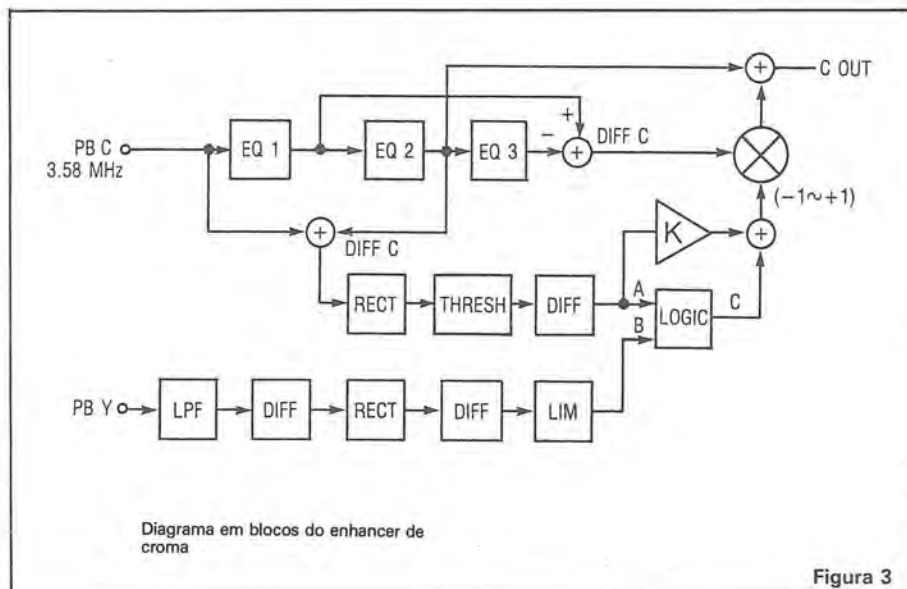 C OUT
+
PB C
3.58 MHz
EQ 1
EQ 2
EQ 3
+
−
+
DIFF C
(−1~+1)
+
DIFF C
K
+
RECT
THRESH
DIFF
A
B
LOGIC
C
PB Y
LPF
DIFF
RECT
DIFF
LIM
Diagrama em blocos do enhancer de
croma
Figura 3